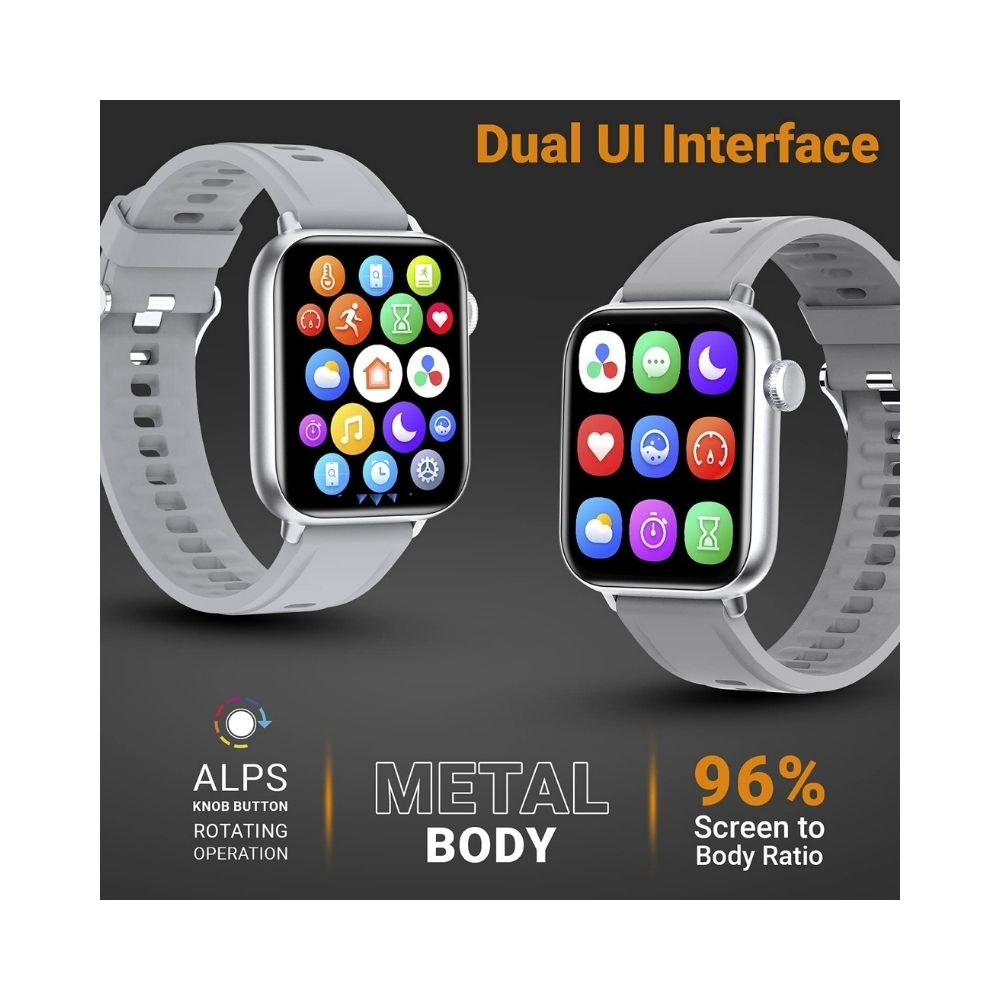 Dual UI Interface
ALPS
KNOB BUTTON
ROTATING
OPERATION
METAL
BODY
96%
Screen to
Body Ratio